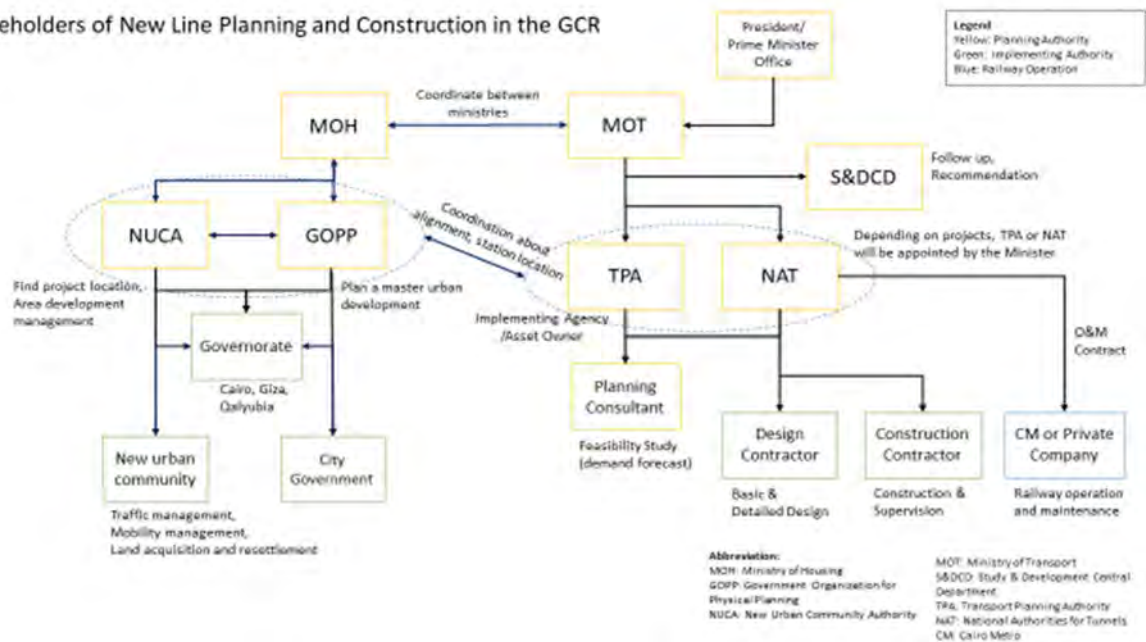 eholders of New Line Planning and Construction in the GCR
President/
Prime Minister
Office
Legend
Yellow: Planning Authority
Green: Implementing Authority
Blue: Railway Operation
MOH
Coordinate between
ministries
MOT
S&DCD
Follow up,
Recommendation
NUCA
GOPP
Coordination about
alignment, station location
TPA
NAT
Depending on projects, TPA or NAT
will be appointed by the Minister
Find project location,
Area development
management
Plan a master urban
development
Implementing Agency
/Asset Owner
O&M
Contract
Governorate
Cairo, Giza,
Qalyubia
Planning
Consultant
Feasibility Study
(demand forecast)
New urban
community
City
Government
Design
Contractor
Construction
Contractor
CM or Private
Company
Traffic management,
Mobility management,
Land acquisition and resettlement
Basic &
Detailed Design
Construction &
Supervision
Railway operation
and maintenance
Abbreviation:
MOH: Ministry of Housing
GOPP: Government Organization for
Physical Planning
NUCA: New Urban Community Authority
MOT: Ministry of Transport
S&DCD: Study & Development Central
Department
TPA: Transport Planning Authority
NAT: National Authorities for Tunnels
CM: Cairo Metro